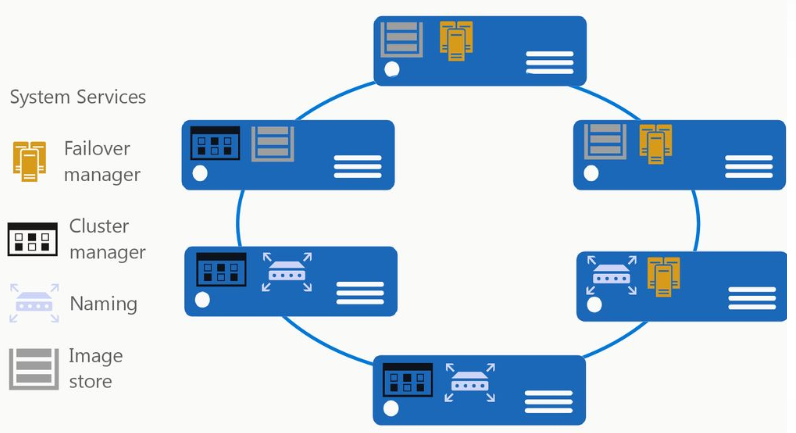 System Services
Failover
manager
Cluster
manager
Naming
Image
store